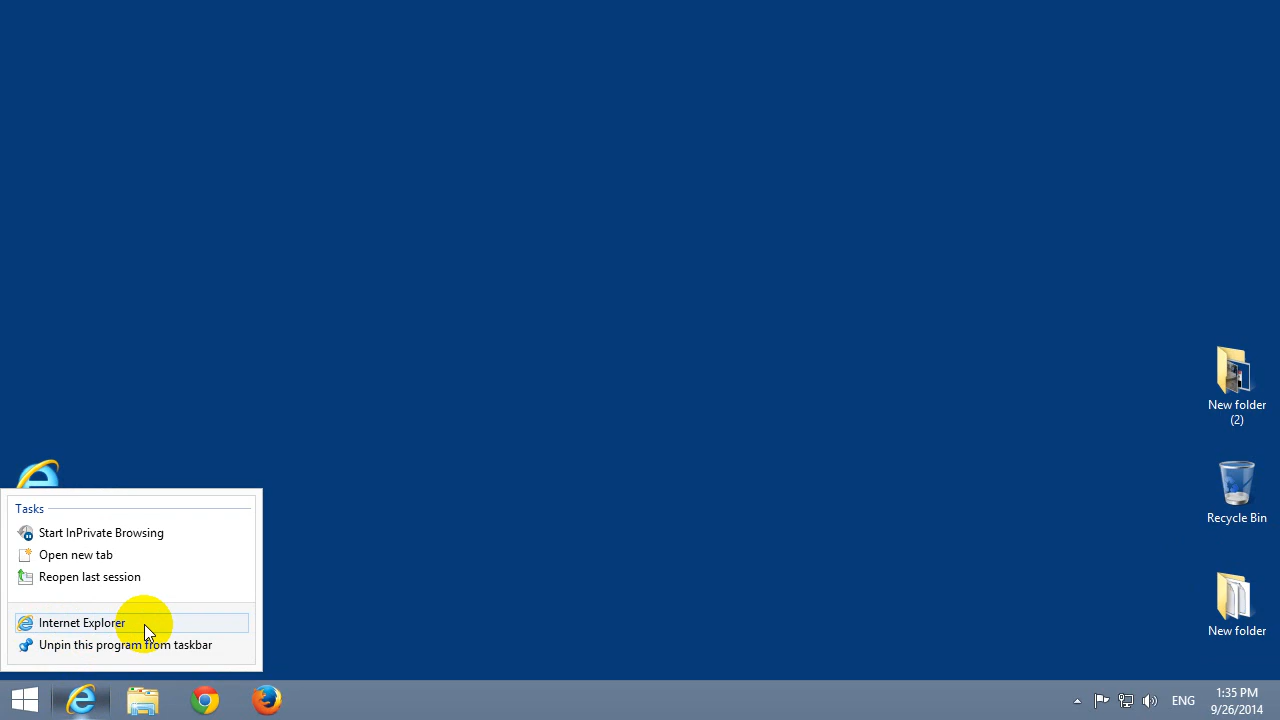 New folder
(2)
Recycle Bin
New folder
Tasks
Start InPrivate Browsing
Open new tab
Reopen last session
Internet Explorer
Unpin this program from taskbar
ENG
1:35 PM
9/26/2014